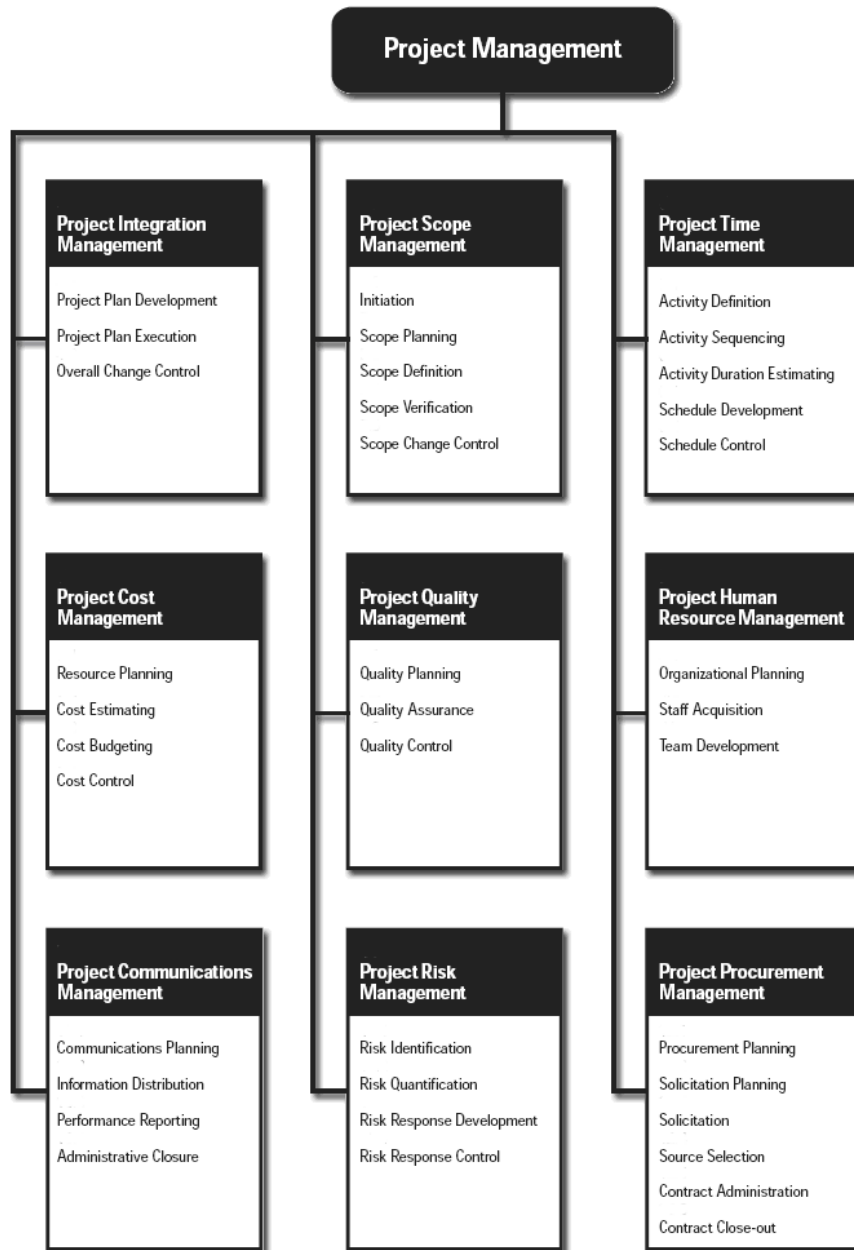 Project Management
Project Integration
Management
Project Plan Development
Project Plan Execution
Overall Change Control
Project Scope
Management
Initiation
Scope Planning
Scope Definition
Scope Verification
Scope Change Control
Project Time
Management
Activity Definition
Activity Sequencing
Activity Duration Estimating
Schedule Development
Schedule Control
Project Cost
Management
Resource Planning
Cost Estimating
Cost Budgeting
Cost Control
Project Quality
Management
Quality Planning
Quality Assurance
Quality Control
Project Human
Resource Management
Organizational Planning
Staff Acquisition
Team Development
Project Communications
Management
Communications Planning
Information Distribution
Performance Reporting
Administrative Closure
Project Risk
Management
Risk Identification
Risk Quantification
Risk Response Development
Risk Response Control
Project Procurement
Management
Procurement Planning
Solicitation Planning
Solicitation
Source Selection
Contract Administration
Contract Close-out